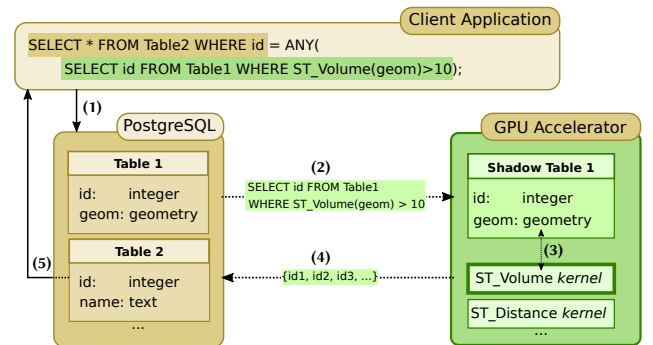 Client Application
SELECT * FROM Table2 WHERE id = ANY(
SELECT id FROM Table1 WHERE ST_Volume(geom)>10);
(1)
PostgreSQL
Table 1
id: integer
geom: geometry
Table 2
id: integer
name: text
...
(2)
SELECT id FROM Table1
WHERE ST_Volume(geom) > 10
(4)
{id1, id2, id3, ...}
(5)
GPU Accelerator
Shadow Table 1
id: integer
geom: geometry
(3)
ST_Volume kernel
ST_Distance kernel
...